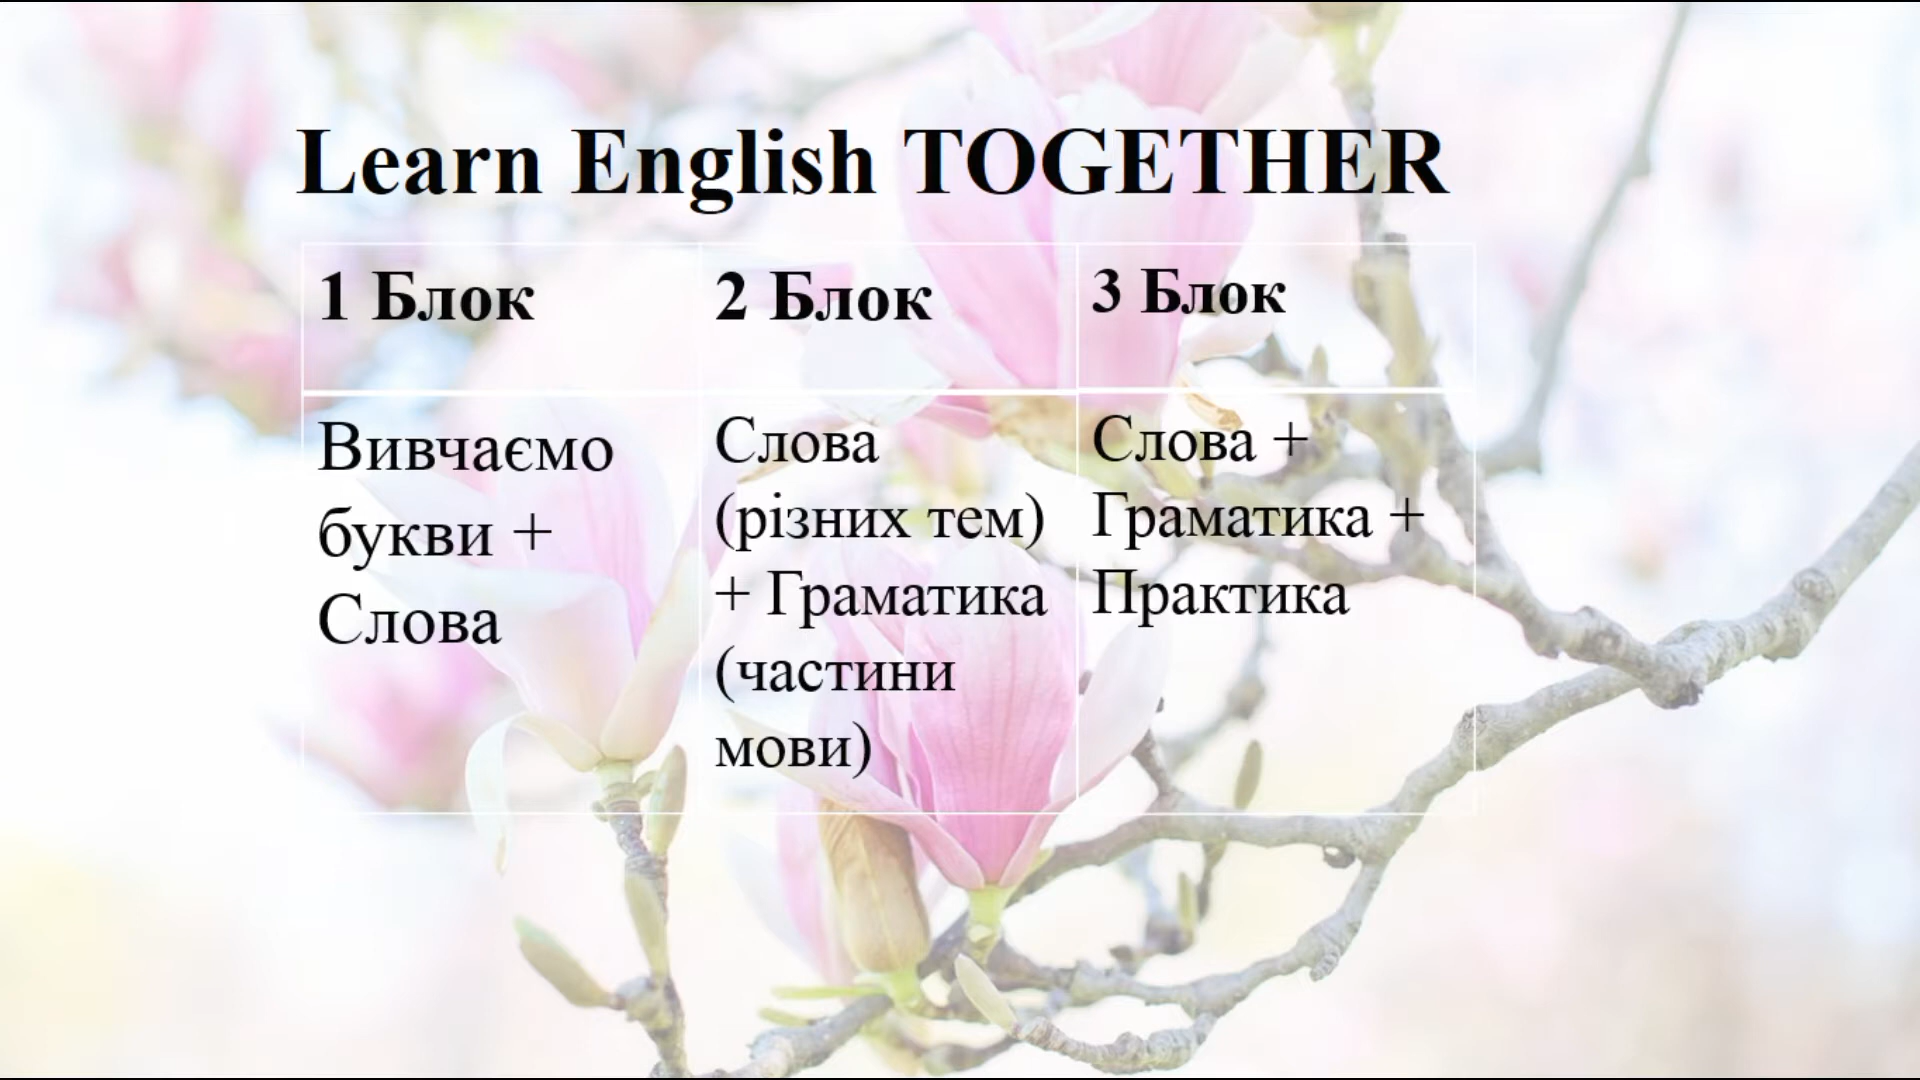 Learn English TOGETHER
1 Блок
2 Блок
3 Блок
Вивчаємо
букви +
Слова
Слова
(різних тем)
+ Граматика
(частини
мови)
Слова +
Граматика +
Практика